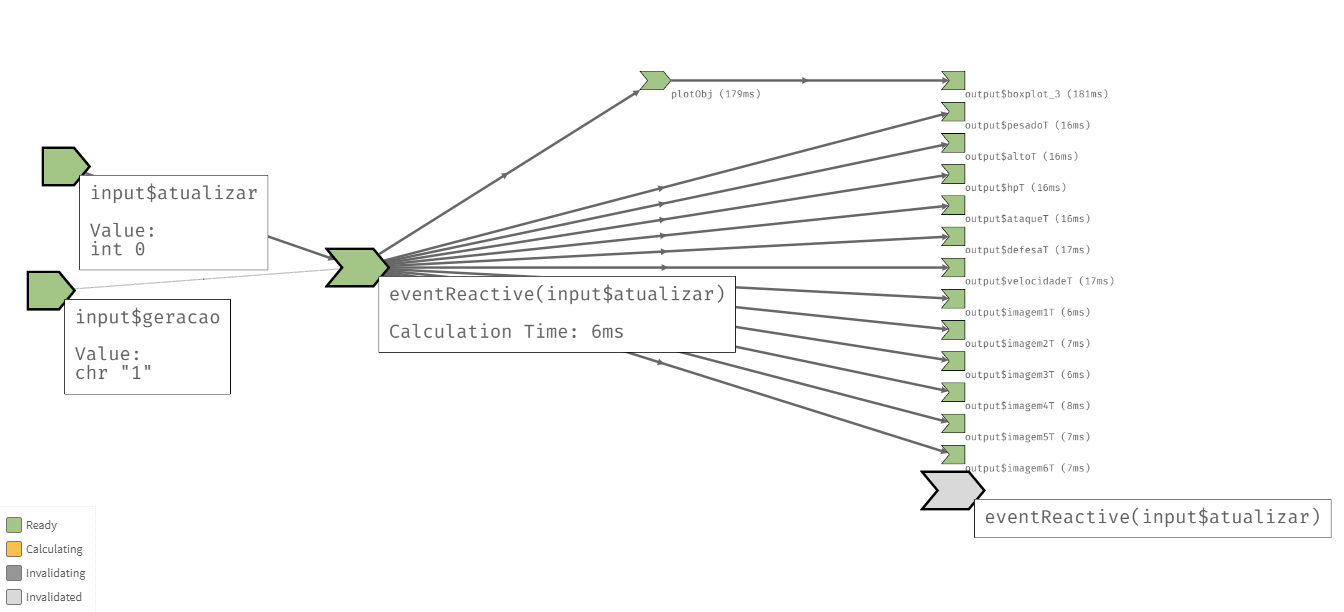 plotObj (179ms)
output$boxplot_3 (181ms)
output$pesadoT (16ms)
output$altoT (16ms)
output$hpT (16ms)
output$ataqueT (16ms)
output$defesaT (17ms)
output$velocidadeT (17ms)
output$imagem1T (6ms)
output$imagem2T (7ms)
output$imagem3T (6ms)
output$imagem4T (8ms)
output$imagem5T (7ms)
output$imagem6T (7ms)
input$atualizar
Value:
int 0
input$geracao
Value:
chr "1"
eventReactive(input$atualizar)
Calculation Time: 6ms
eventReactive(input$atualizar)
Ready
Calculating
Invalidating
Invalidated